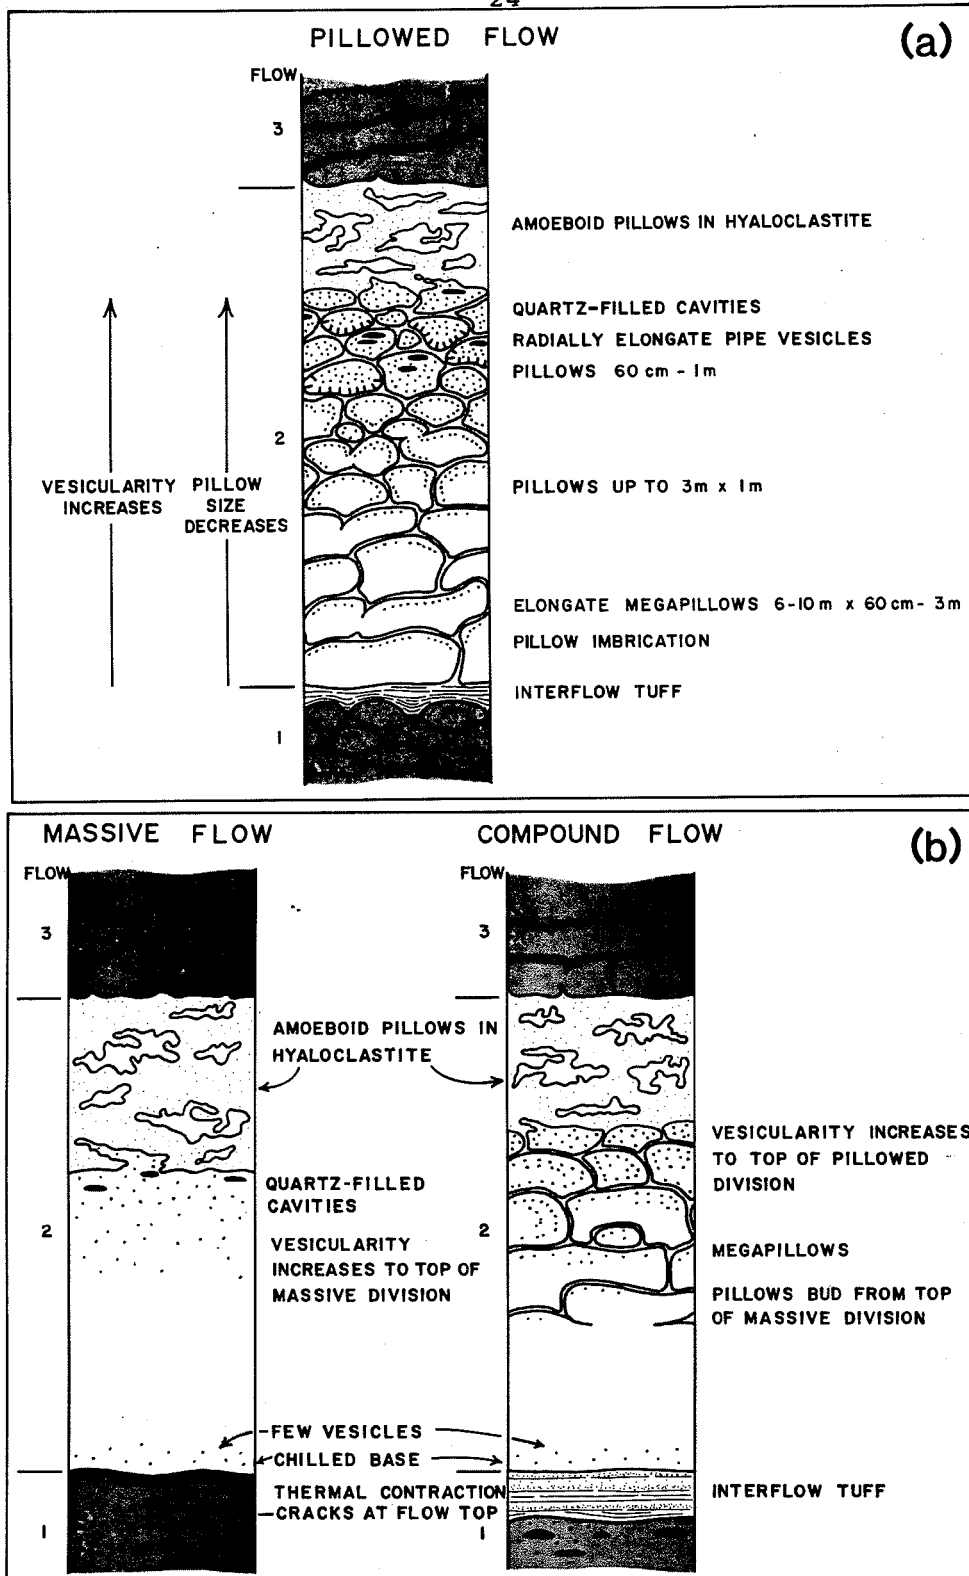 24
PILLOWED FLOW
(a)
FLOW
3
AMOEBOID PILLOWS IN HYALOCLASTITE
QUARTZ-FILLED CAVITIES
RADIALLY ELONGATE PIPE VESICLES
PILLOWS 60 cm - 1m
2
VESICULARITY
INCREASES
PILLOW
SIZE
DECREASES
PILLOWS UP TO 3m x 1m
ELONGATE MEGAPILLOWS 6-10m x 60cm- 3m
PILLOW IMBRICATION
INTERFLOW TUFF
1
MASSIVE FLOW
COMPOUND FLOW
(b)
FLOW
FLOW
3
3
AMOEBOID PILLOWS IN
HYALOCLASTITE
VESICULARITY INCREASES
TO TOP OF PILLOWED
DIVISION
QUARTZ-FILLED
CAVITIES
2
2
VESICULARITY
INCREASES TO TOP OF
MASSIVE DIVISION
MEGAPILLOWS
PILLOWS BUD FROM TOP
OF MASSIVE DIVISION
FEW VESICLES
CHILLED BASE
THERMAL CONTRACTION
CRACKS AT FLOW TOP
INTERFLOW TUFF
1
1